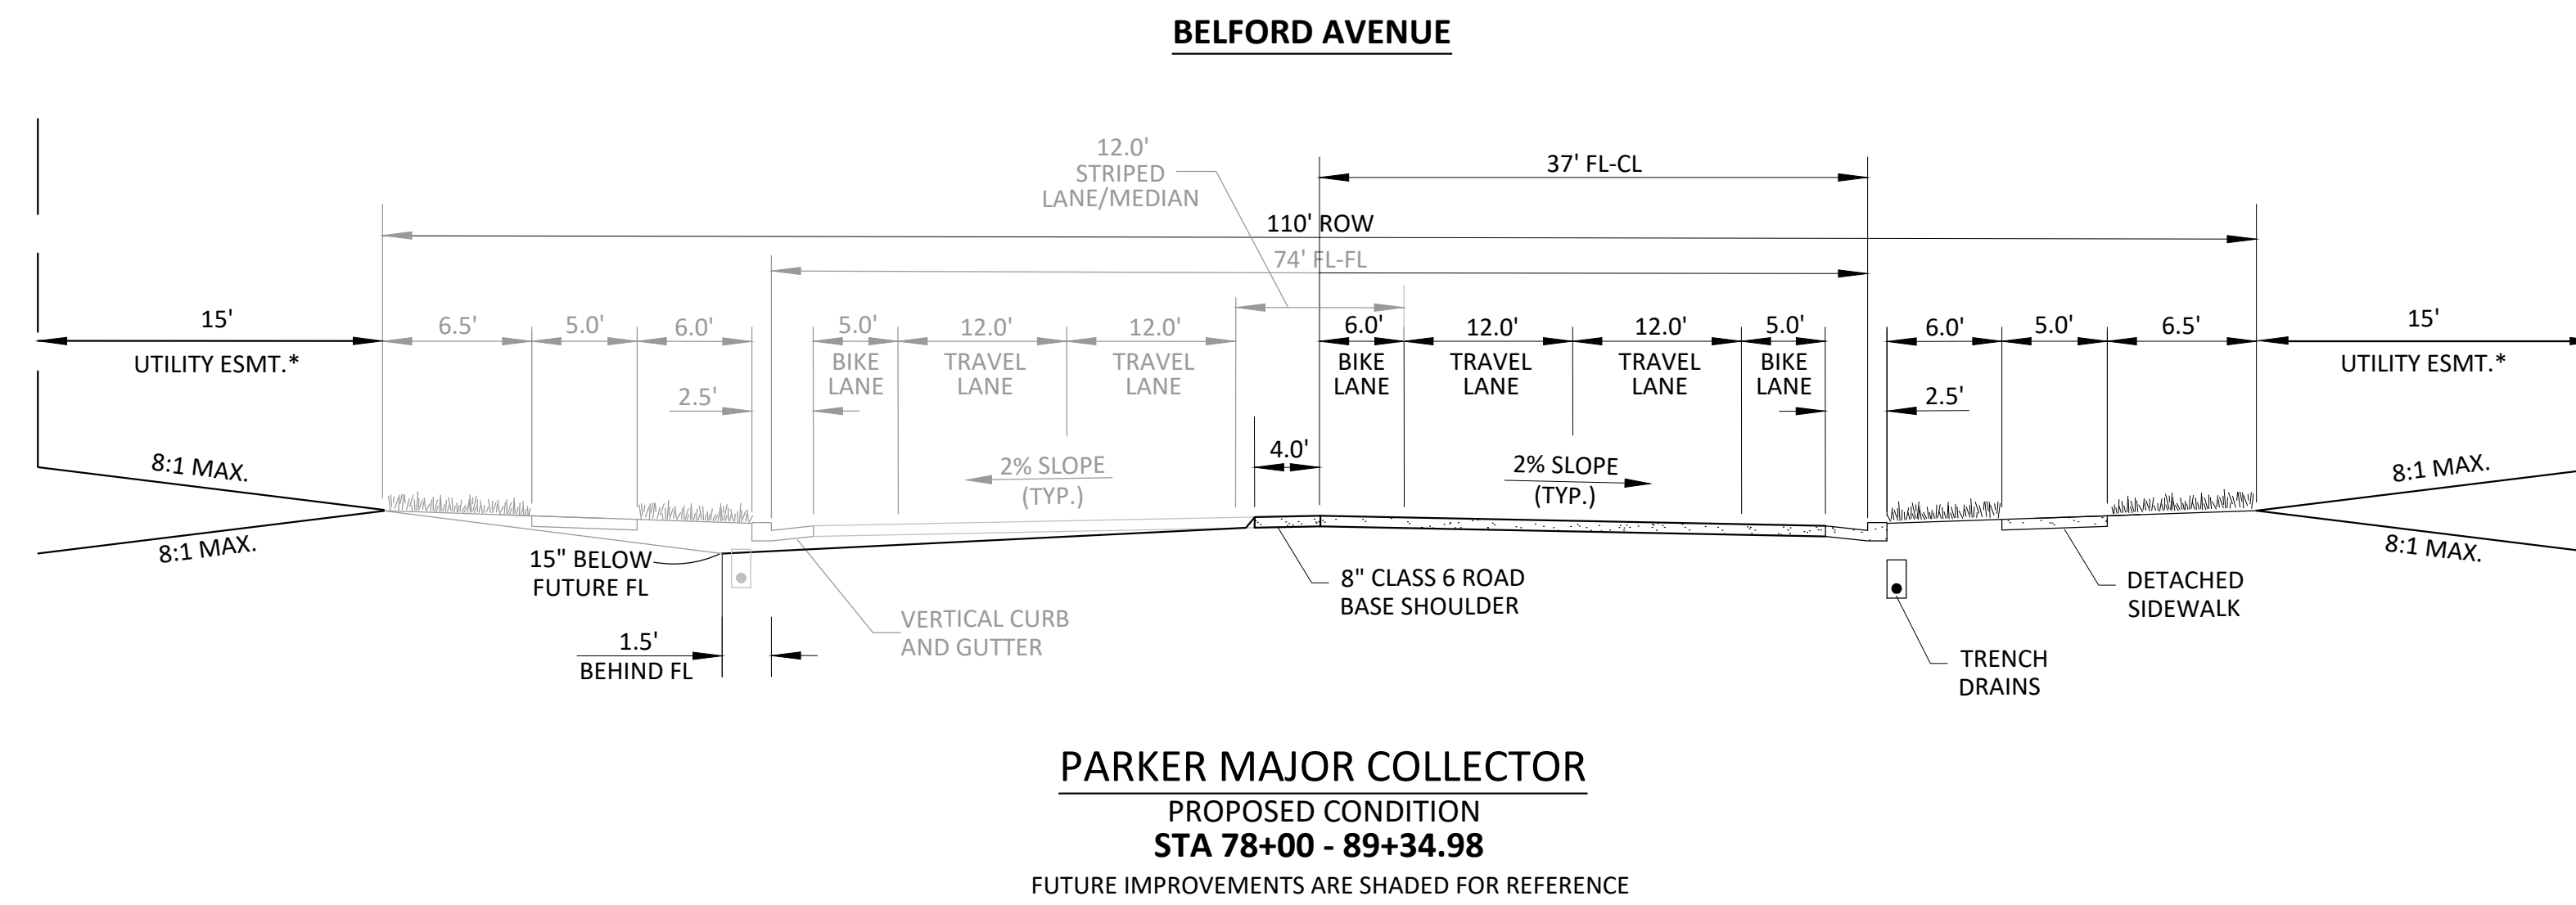 BELFORD AVENUE
12.0'
STRIPED
LANE/MEDIAN
37' FL-CL
110' ROW
74' FL-FL
15'
UTILITY ESMT.*
6.5'
5.0'
6.0'
2.5'
5.0'
BIKE
LANE
12.0'
TRAVEL
LANE
12.0'
TRAVEL
LANE
6.0'
BIKE
LANE
12.0'
TRAVEL
LANE
12.0'
TRAVEL
LANE
5.0'
BIKE
LANE
2.5'
6.0'
5.0'
6.5'
15'
UTILITY ESMT.*
4.0'
2% SLOPE
(TYP.)
2% SLOPE
(TYP.)
8:1 MAX.
8:1 MAX.
8:1 MAX.
8:1 MAX.
15" BELOW
FUTURE FL
1.5'
BEHIND FL
VERTICAL CURB
AND GUTTER
8" CLASS 6 ROAD
BASE SHOULDER
DETACHED
SIDEWALK
TRENCH
DRAINS
PARKER MAJOR COLLECTOR
PROPOSED CONDITION
STA 78+00 - 89+34.98
FUTURE IMPROVEMENTS ARE SHADED FOR REFERENCE